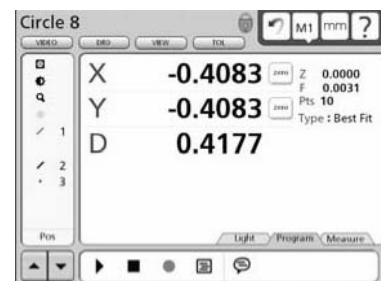 Circle 8
VIDEO DRO VIEW TOL M1 mm ?
X -0.4083 zero Z 0.0000
F 0.0031
Y -0.4083 zero Pts 10
Type : Best Fit
D 0.4177
1
2
3
Pos Light Program Measure